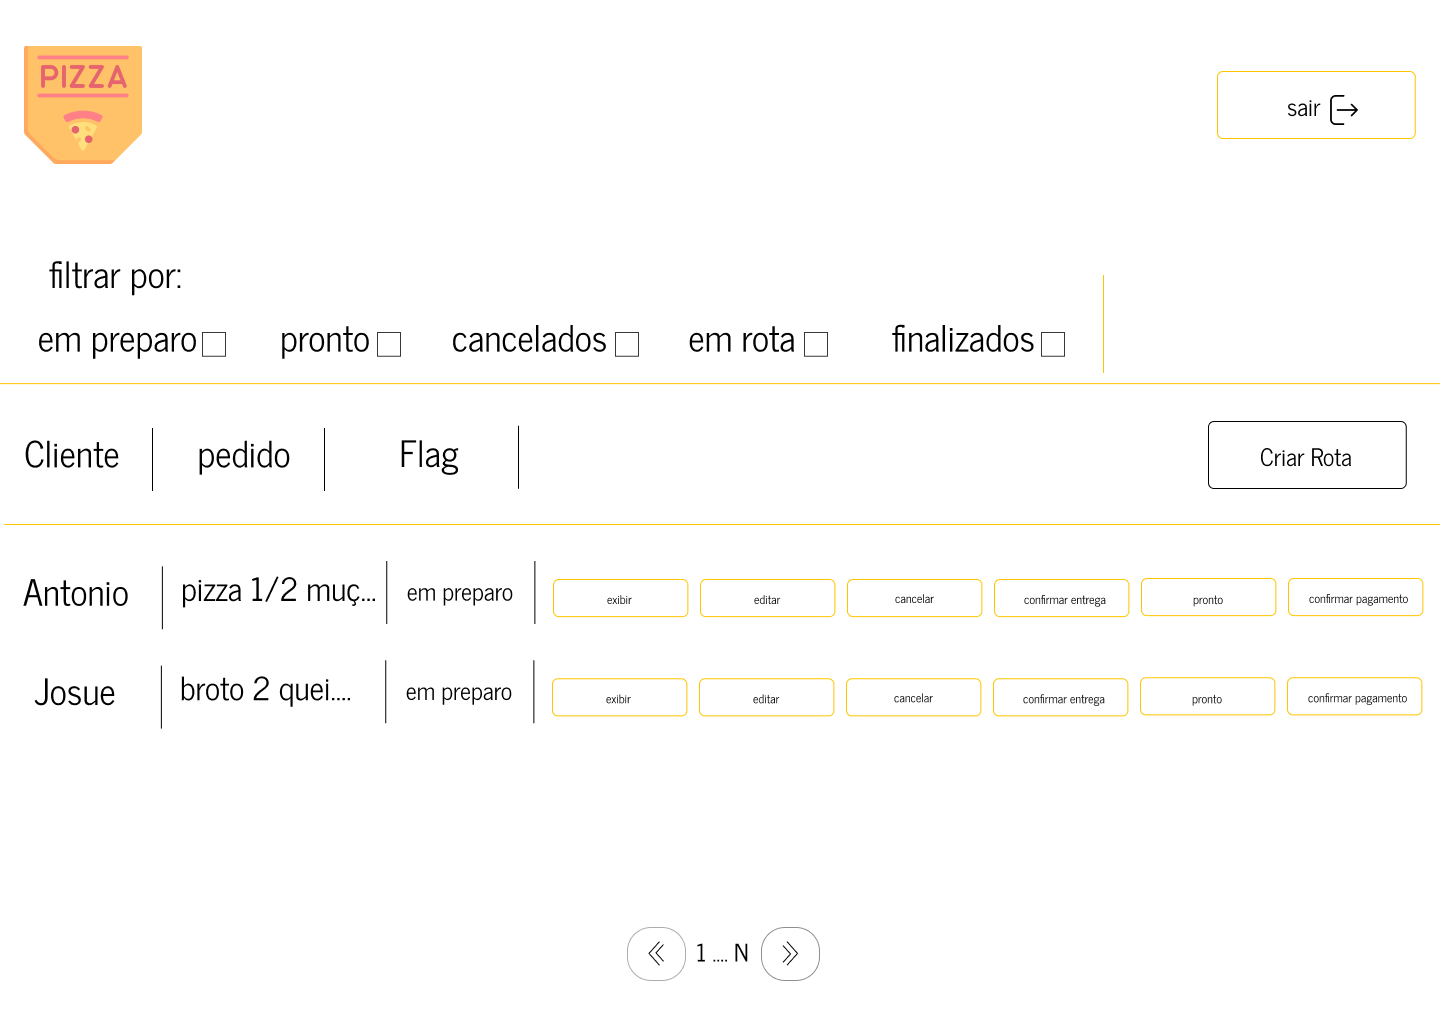 PIZZA
sair
filtrar por:
em preparo pronto cancelados em rota finalizados
Cliente pedido Flag Criar Rota
Antonio pizza 1/2 muç... em preparo exibir editar cancelar confirmar entrega pronto confirmar pagamento
Josue broto 2 quei.... em preparo exibir editar cancelar confirmar entrega pronto confirmar pagamento
1 .... N